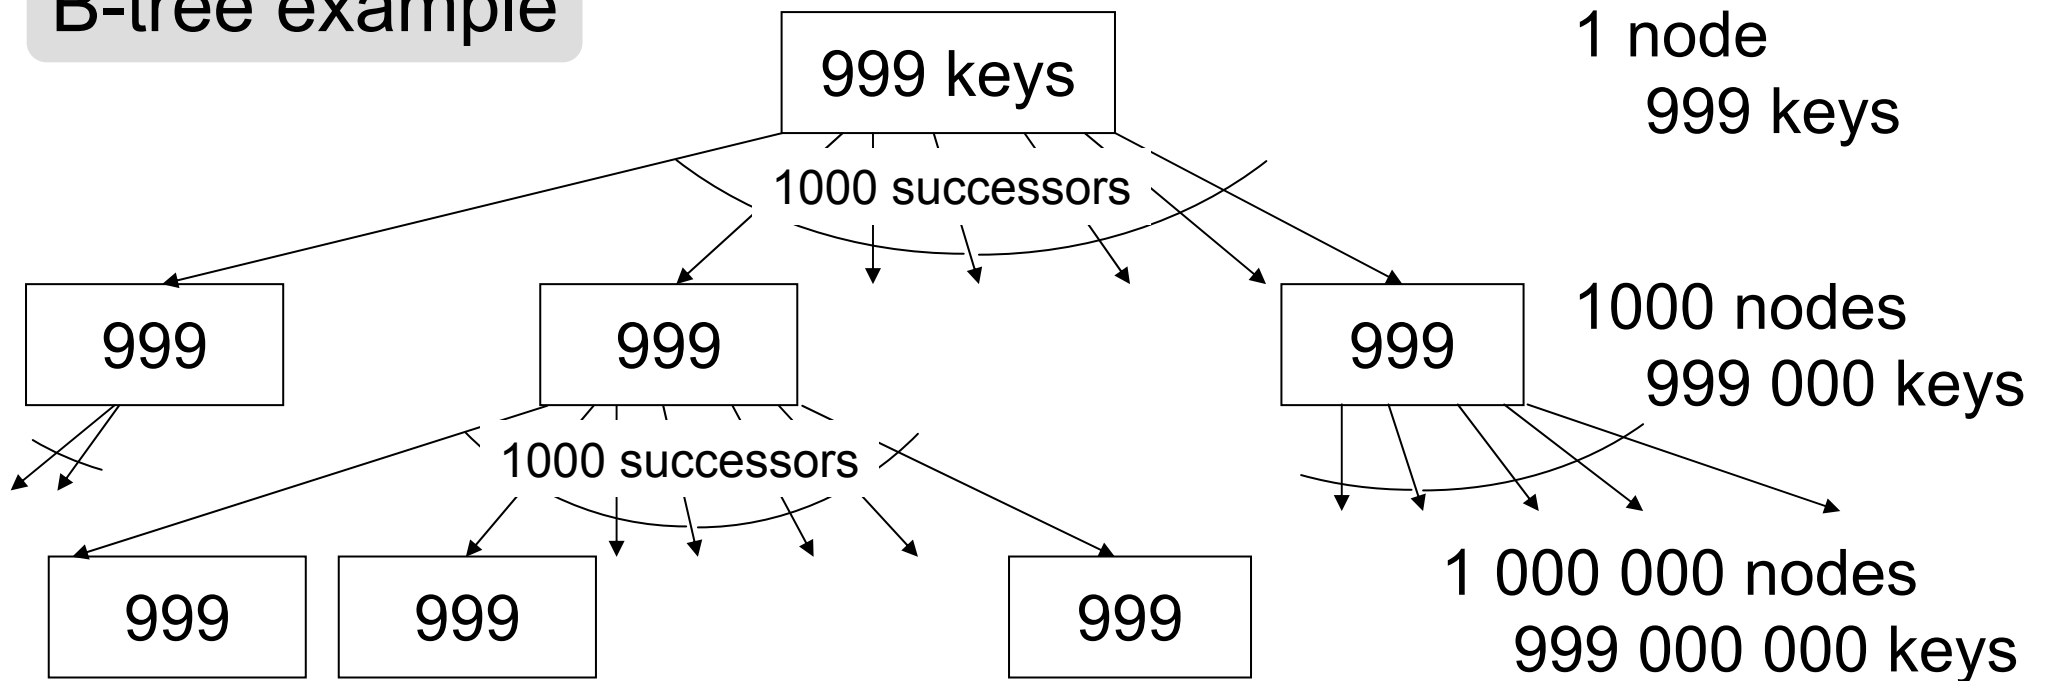 B-tree example
999 keys
1 node
999 keys
1000 successors
999
999
999
1000 nodes
999 000 keys
1000 successors
999
999
999
1 000 000 nodes
999 000 000 keys